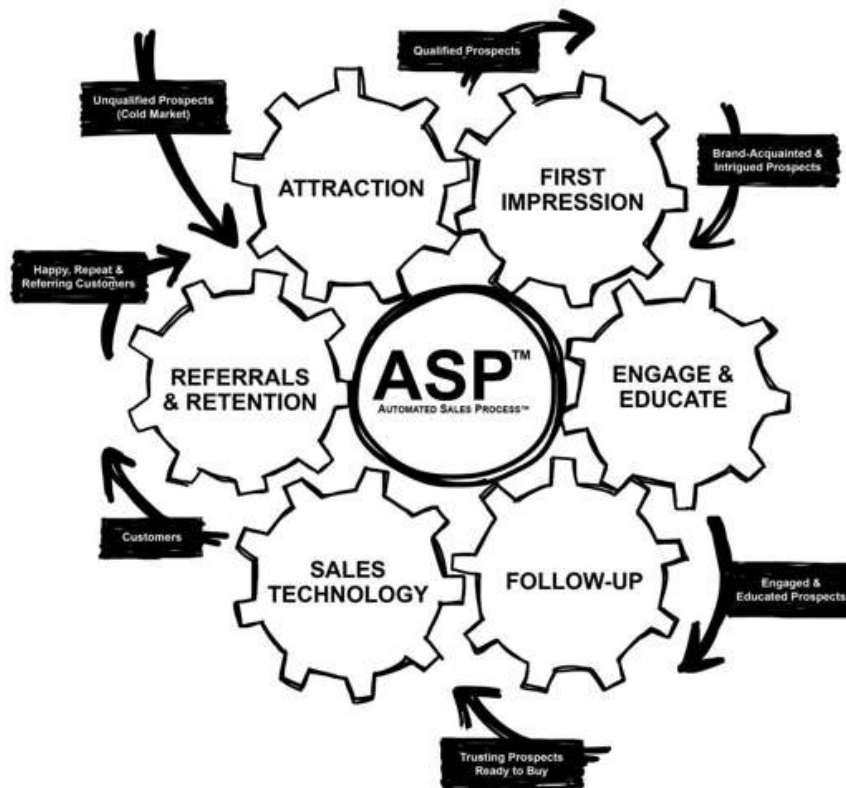 Qualified Prospects
Unqualified Prospects
(Cold Market)
ATTRACTION
FIRST
IMPRESSION
Brand-Acquainted &
Intrigued Prospects
Happy, Repeat &
Referring Customers
REFERRALS
& RETENTION
ASP™
AUTOMATED SALES PROCESS™
ENGAGE &
EDUCATE
Customers
SALES
TECHNOLOGY
FOLLOW-UP
Engaged &
Educated Prospects
Trusting Prospects
Ready to Buy